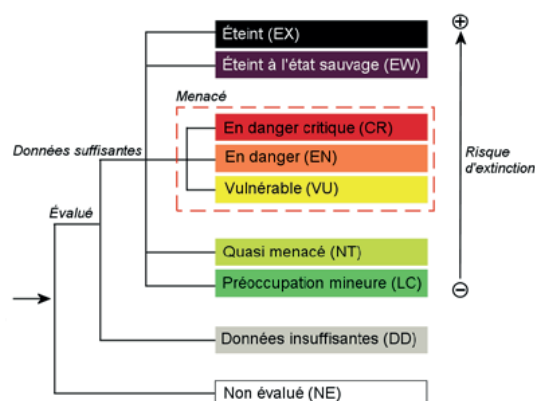 Éteint (EX)
Éteint à l'état sauvage (EW)
Menacé
En danger critique (CR)
Données suffisantes
En danger (EN)
Risque
d'extinction
Vulnérable (VU)
Évalué
Quasi menacé (NT)
Préoccupation mineure (LC)
Données insuffisantes (DD)
Non évalué (NE)